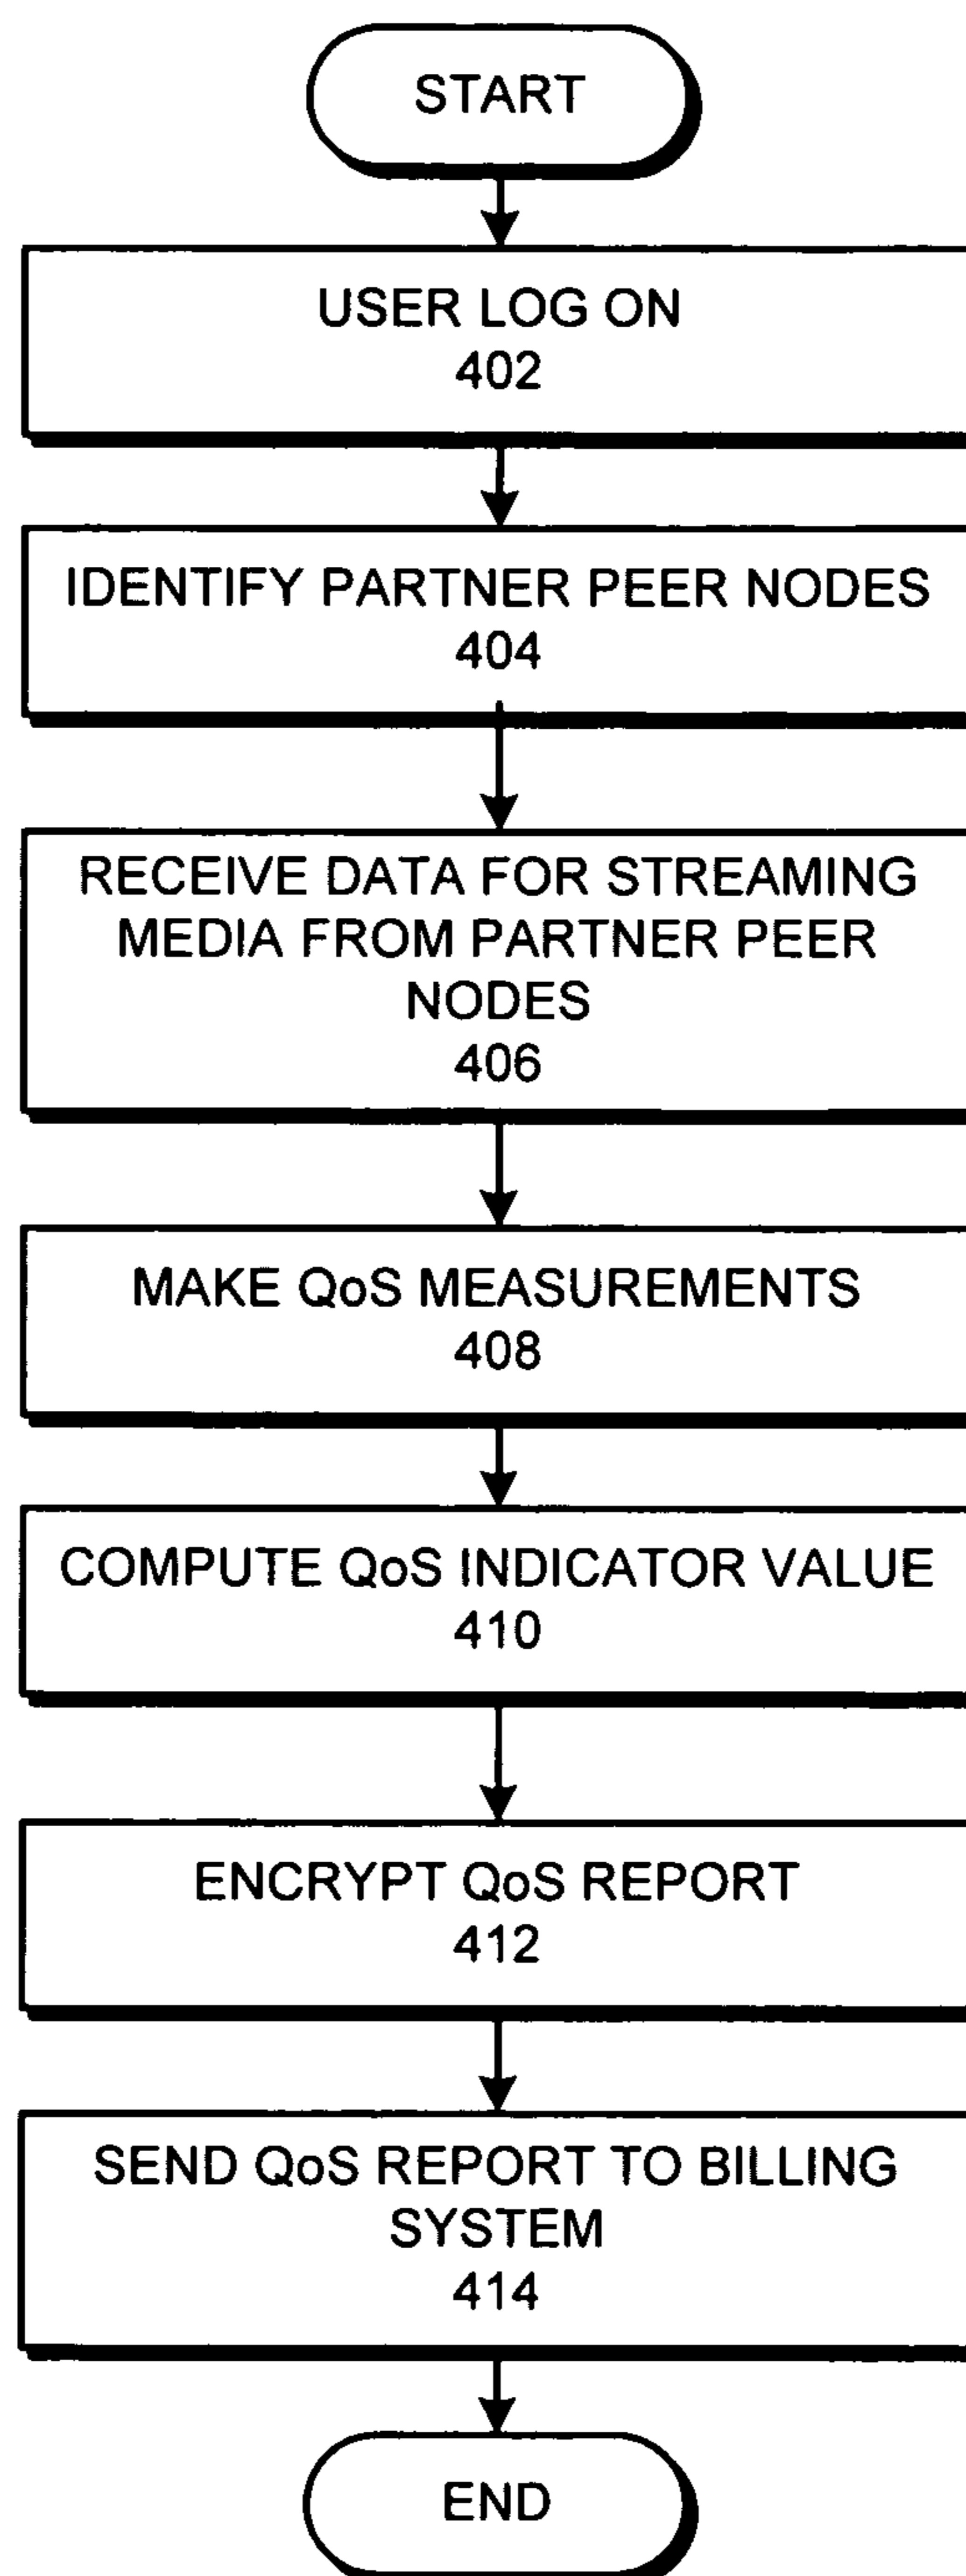 START
USER LOG ON
402
IDENTIFY PARTNER PEER NODES
404
RECEIVE DATA FOR STREAMING
MEDIA FROM PARTNER PEER
NODES
406
MAKE QoS MEASUREMENTS
408
COMPUTE QoS INDICATOR VALUE
410
ENCRYPT QoS REPORT
412
SEND QoS REPORT TO BILLING
SYSTEM
414
END